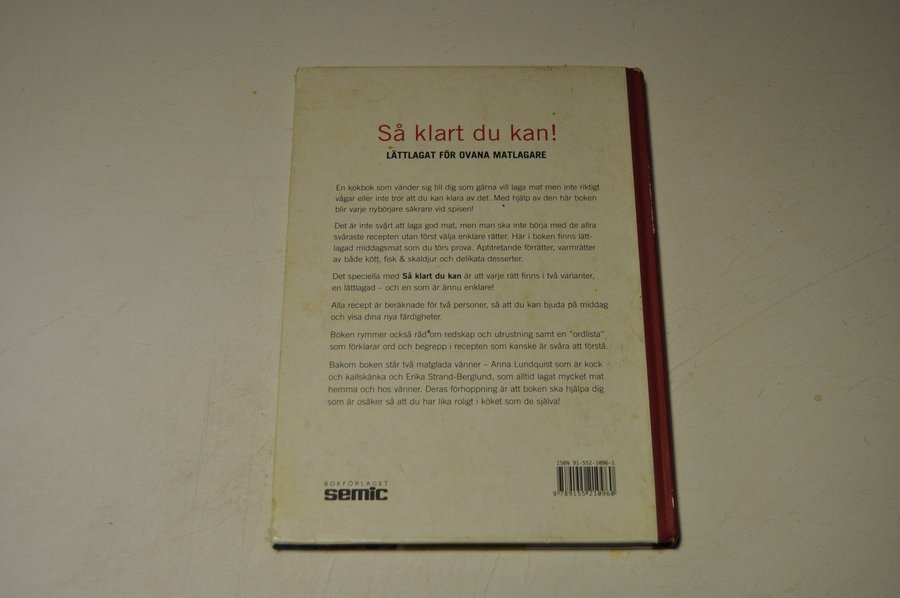 Så klart du kan!
LÄTTLAGAT FÖR OVANA MATLAGARE
En kokbok som vänder sig till dig som gärna vill laga mat men inte riktigt
vågar eller inte tror att du kan klara av det. Med hjälp av den här boken
blir varje nybörjare säkrare vid spisen!
Det är inte svårt att laga god mat, men man ska inte börja med de allra
svåraste recepten utan först välja enklare rätter. Här i boken finns lätt-
lagad middagsmat som du törs prova. Aptitretande förrätter, varmrätter
av både kött, fisk & skaldjur och delikata desserter.
Det speciella med Så klart du kan är att varje rätt finns i två varianter,
en lättlagad – och en som är ännu enklare!
Alla recept är beräknade för två personer, så att du kan bjuda på middag
och visa dina nya färdigheter.
Boken rymmer också råd om redskap och utrustning samt en "ordlista"
som förklarar ord och begrepp i recepten som kanske är svåra att förstå.
Bakom boken står två matglada vänner – Anna Lundquist som är kock
och kallskänka och Erika Strand-Berglund, som alltid lagat mycket mat
hemma och hos vänner. Deras förhoppning är att boken ska hjälpa dig
som är osäker så att du har lika roligt i köket som de själva!
BOKFÖRLAGET
semic
ISBN 91-552-1096-1
9 789155 210960